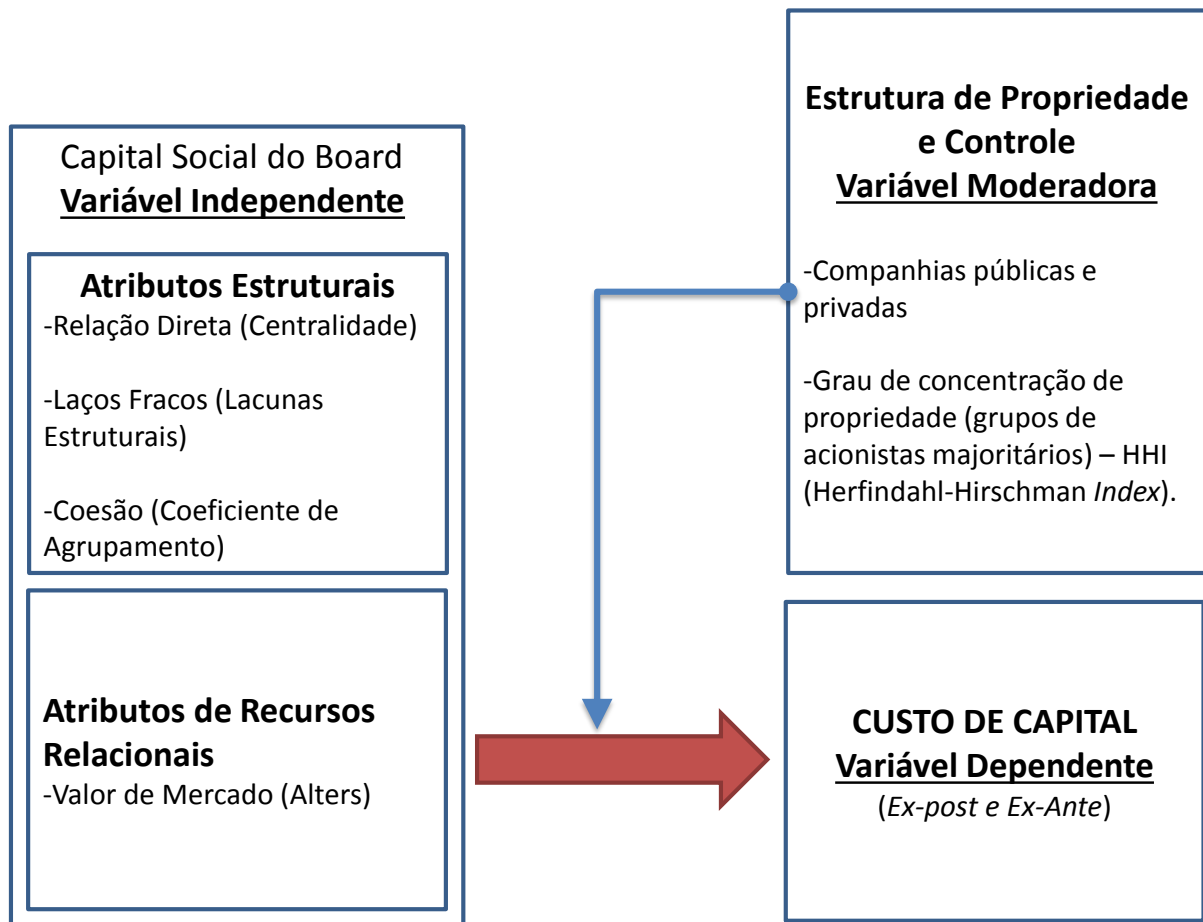 Capital Social do Board
Variável Independente
Atributos Estruturais
-Relação Direta (Centralidade)
-Laços Fracos (Lacunas
Estruturais)
-Coesão (Coeficiente de
Agrupamento)
Atributos de Recursos
Relacionais
-Valor de Mercado (Alters)
Estrutura de Propriedade
e Controle
Variável Moderadora
-Companhias públicas e
privadas
-Grau de concentração de
propriedade (grupos de
acionistas majoritários) – HHI
(Herfindahl-Hirschman Index).
CUSTO DE CAPITAL
Variável Dependente
(Ex-post e Ex-Ante)